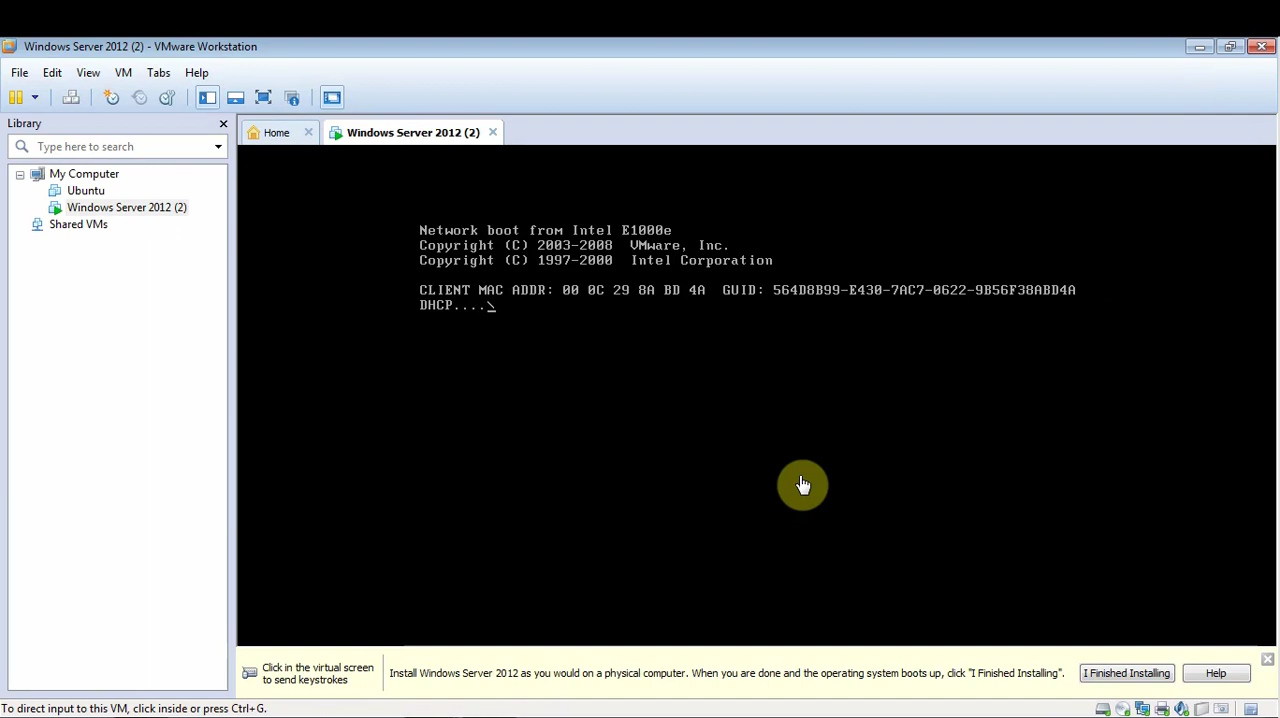 Windows Server 2012 (2) - VMware Workstation
File Edit View VM Tabs Help
Library
Type here to search
My Computer
Ubuntu
Windows Server 2012 (2)
Shared VMs
Home
Windows Server 2012 (2)
Network boot from Intel E1000e
Copyright (C) 2003-2008 VMware, Inc.
Copyright (C) 1997-2000 Intel Corporation
CLIENT MAC ADDR: 00 0C 29 8A BD 4A GUID: 564D8B99-E430-7AC7-0622-9B56F38ABD4A
DHCP....\
Click in the virtual screen
to send keystrokes
Install Windows Server 2012 as you would on a physical computer. When you are done and the operating system boots up, click "I Finished Installing".
I Finished Installing
Help
To direct input to this VM, click inside or press Ctrl+G.